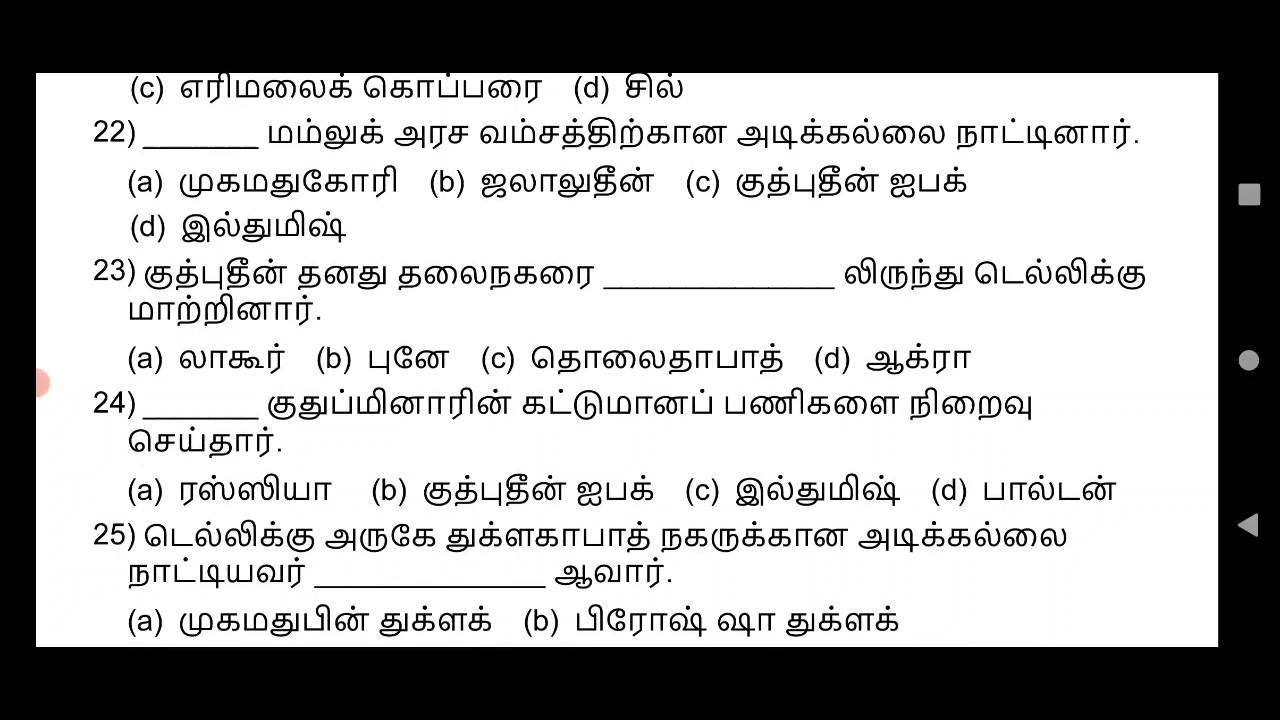 (c) எரிமலைக் கொப்பரை (d) சில்
22) _______ மம்லுக் அரச வம்சத்திற்கான அடிக்கல்லை நாட்டினார்.
(a) முகமதுகோரி (b) ஜலாலுதீன் (c) குத்புதீன் ஐபக்
(d) இல்துமிஷ்
23) குத்புதீன் தனது தலைநகரை ______________ லிருந்து டெல்லிக்கு
மாற்றினார்.
(a) லாகூர் (b) புனே (c) தொலைதாபாத் (d) ஆக்ரா
24) _______ குதுப்மினாரின் கட்டுமானப் பணிகளை நிறைவு
செய்தார்.
(a) ரஸ்ஸியா (b) குத்புதீன் ஐபக் (c) இல்துமிஷ் (d) பால்டன்
25) டெல்லிக்கு அருகே துக்ளகாபாத் நகருக்கான அடிக்கல்லை
நாட்டியவர் ______________ ஆவார்.
(a) முகமதுபின் துக்ளக் (b) பிரோஷ் ஷா துக்ளக்